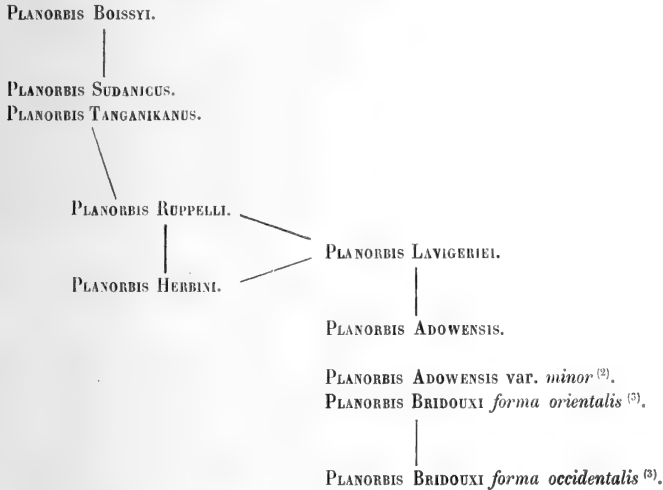 PLANORBIS BOISSYI.
PLANORBIS SUDANICUS.
PLANORBIS TANGANIKANUS.
PLANORBIS RUPPELLI.
PLANORBIS LAVIGERIEI.
PLANORBIS HERBINI.
PLANORBIS ADOWENSIS.
PLANORBIS ADOWENSIS var. minor (2).
PLANORBIS BRIDOUXI forma orientalis (3).
PLANORBIS BRIDOUXI forma occidentalis (3).